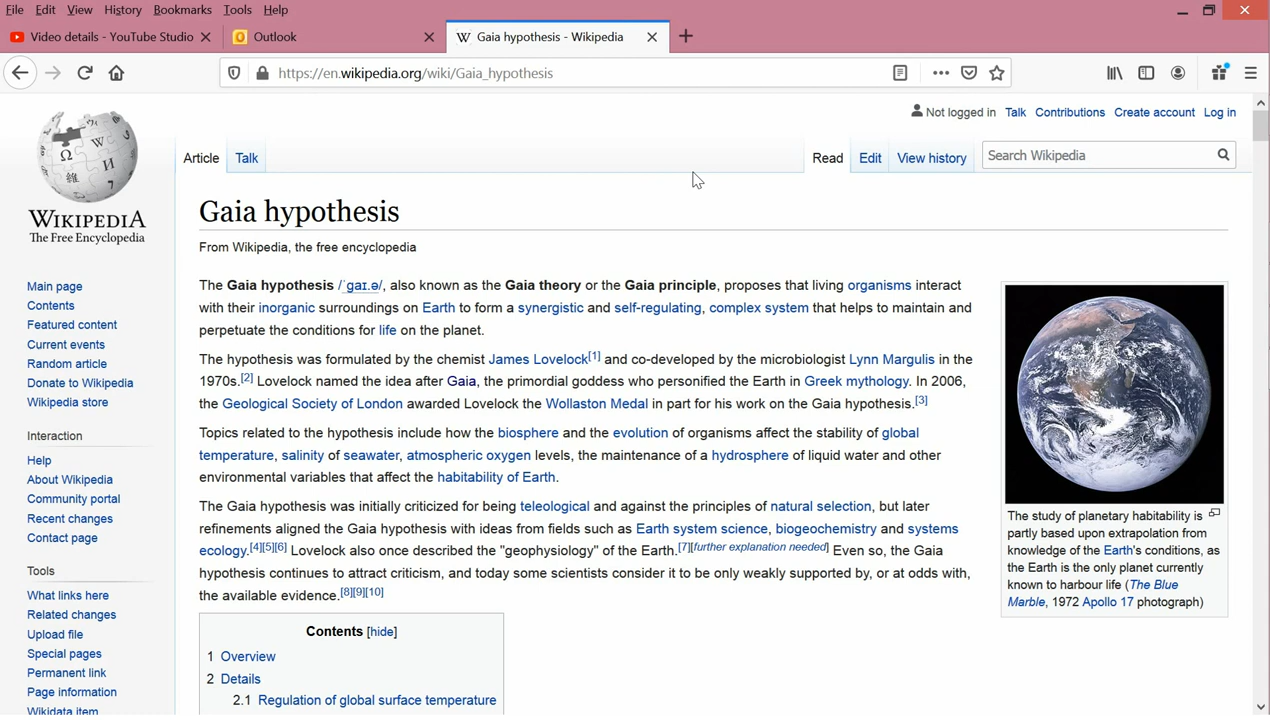 File Edit View History Bookmarks Tools Help
Video details - YouTube Studio
Outlook
Gaia hypothesis - Wikipedia
https://en.wikipedia.org/wiki/Gaia_hypothesis
Not logged in Talk Contributions Create account Log in
Article Talk
Read Edit View history
Search Wikipedia
WIKIPEDIA
The Free Encyclopedia
Main page
Contents
Featured content
Current events
Random article
Donate to Wikipedia
Wikipedia store
Interaction
Help
About Wikipedia
Community portal
Recent changes
Contact page
Tools
What links here
Related changes
Upload file
Special pages
Permanent link
Page information
Wikidata item
Gaia hypothesis
From Wikipedia, the free encyclopedia
The Gaia hypothesis /ˈɡaɪ.ə/, also known as the Gaia theory or the Gaia principle, proposes that living organisms interact
with their inorganic surroundings on Earth to form a synergistic and self-regulating, complex system that helps to maintain and
perpetuate the conditions for life on the planet.
The hypothesis was formulated by the chemist James Lovelock[1] and co-developed by the microbiologist Lynn Margulis in the
1970s.[2] Lovelock named the idea after Gaia, the primordial goddess who personified the Earth in Greek mythology. In 2006,
the Geological Society of London awarded Lovelock the Wollaston Medal in part for his work on the Gaia hypothesis.[3]
Topics related to the hypothesis include how the biosphere and the evolution of organisms affect the stability of global
temperature, salinity of seawater, atmospheric oxygen levels, the maintenance of a hydrosphere of liquid water and other
environmental variables that affect the habitability of Earth.
The Gaia hypothesis was initially criticized for being teleological and against the principles of natural selection, but later
refinements aligned the Gaia hypothesis with ideas from fields such as Earth system science, biogeochemistry and systems
ecology.[4][5][6] Lovelock also once described the "geophysiology" of the Earth.[7][further explanation needed] Even so, the Gaia
hypothesis continues to attract criticism, and today some scientists consider it to be only weakly supported by, or at odds with,
the available evidence.[8][9][10]
Contents [hide]
1 Overview
2 Details
2.1 Regulation of global surface temperature
The study of planetary habitability is
partly based upon extrapolation from
knowledge of the Earth's conditions, as
the Earth is the only planet currently
known to harbour life (The Blue
Marble, 1972 Apollo 17 photograph)